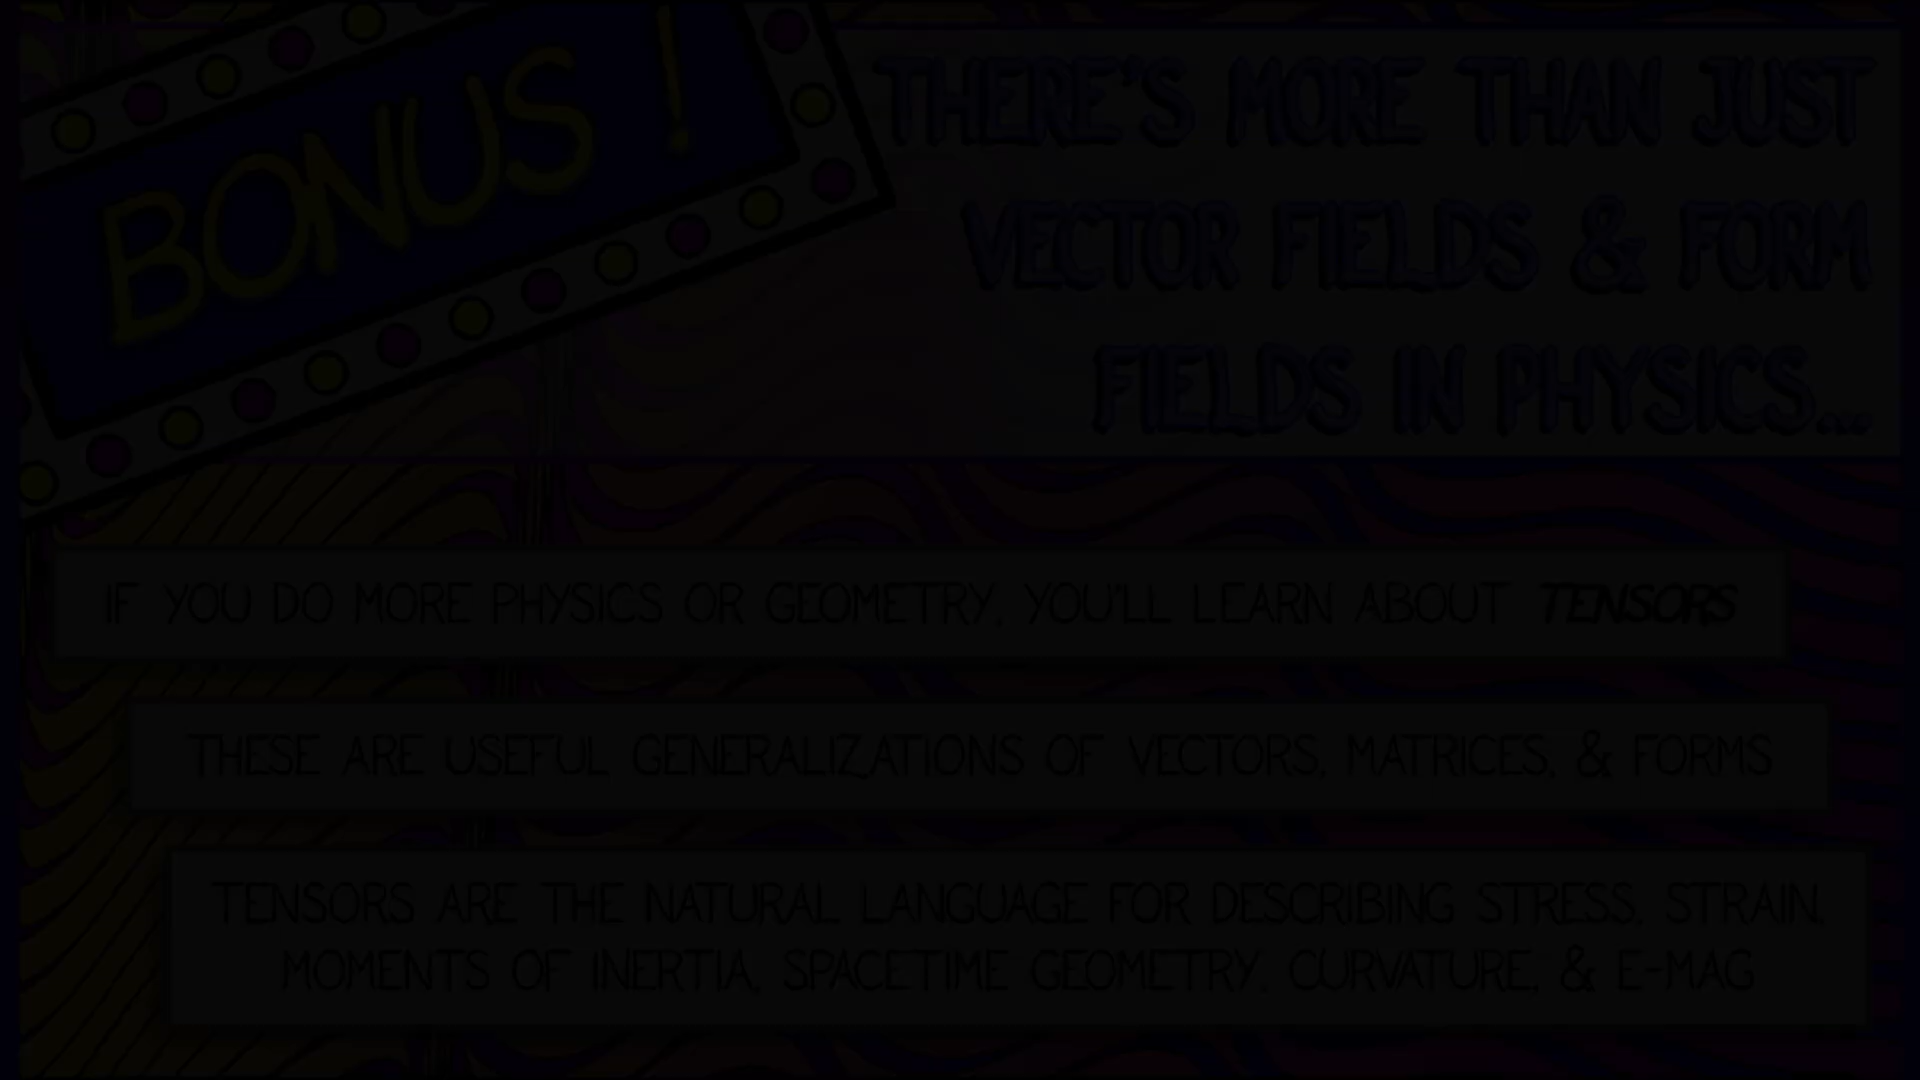 BONUS!
THERE'S MORE THAN JUST
VECTOR FIELDS & FORM
FIELDS IN PHYSICS...
IF YOU DO MORE PHYSICS OR GEOMETRY, YOU'LL LEARN ABOUT TENSORS
THESE ARE USEFUL GENERALIZATIONS OF VECTORS, MATRICES, & FORMS
TENSORS ARE THE NATURAL LANGUAGE FOR DESCRIBING STRESS, STRAIN,
MOMENTS OF INERTIA, SPACETIME GEOMETRY, CURVATURE, & E-MAG